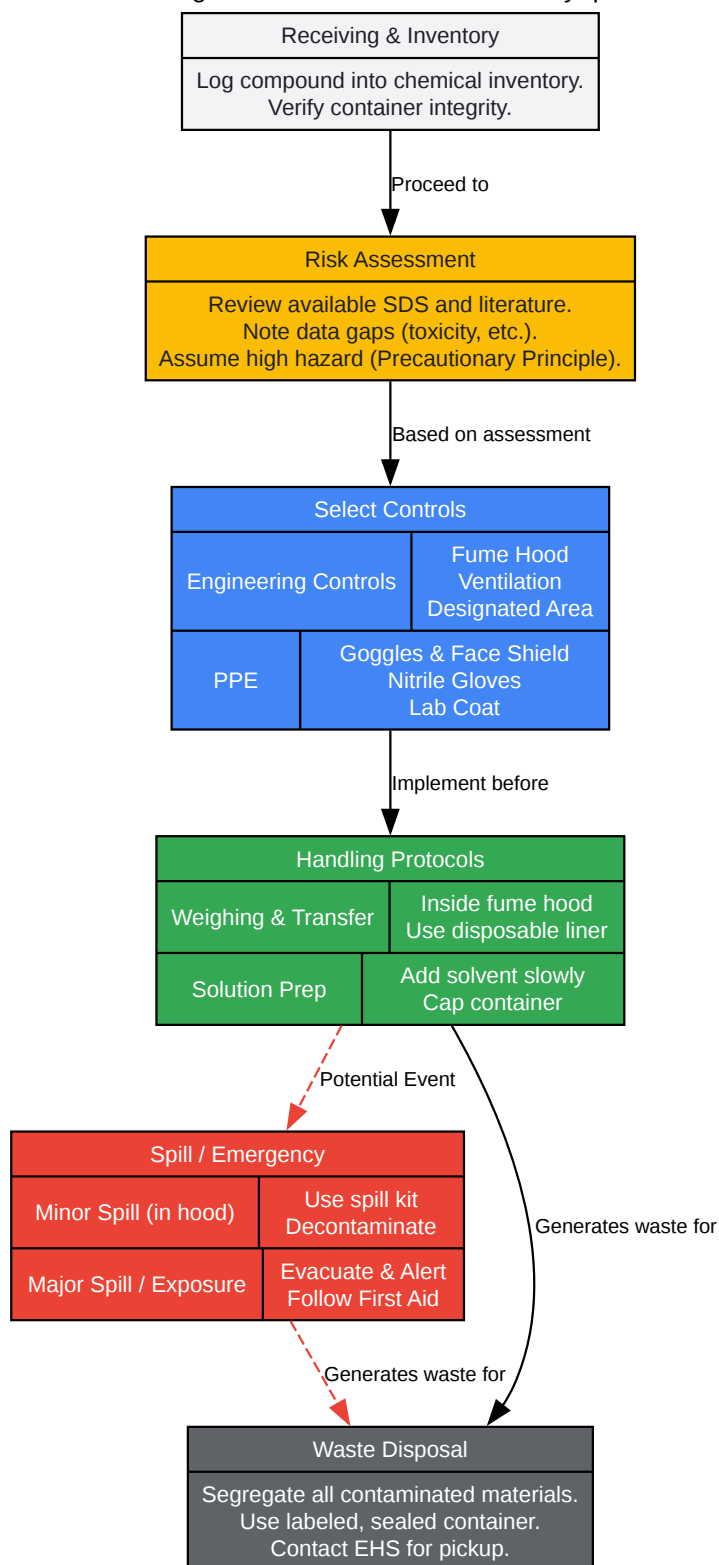 Receiving & Inventory
Log compound into chemical inventory.
Verify container integrity.
Proceed to
Risk Assessment
Review available SDS and literature.
Note data gaps (toxicity, etc.).
Assume high hazard (Precautionary Principle).
Based on assessment
Select Controls
Engineering Controls
Fume Hood
Ventilation
Designated Area
PPE
Goggles & Face Shield
Nitrile Gloves
Lab Coat
Implement before
Handling Protocols
Weighing & Transfer
Inside fume hood
Use disposable liner
Solution Prep
Add solvent slowly
Cap container
Potential Event
Spill / Emergency
Minor Spill (in hood)
Use spill kit
Decontaminate
Major Spill / Exposure
Evacuate & Alert
Follow First Aid
Generates waste for
Generates waste for
Waste Disposal
Segregate all contaminated materials.
Use labeled, sealed container.
Contact EHS for pickup.